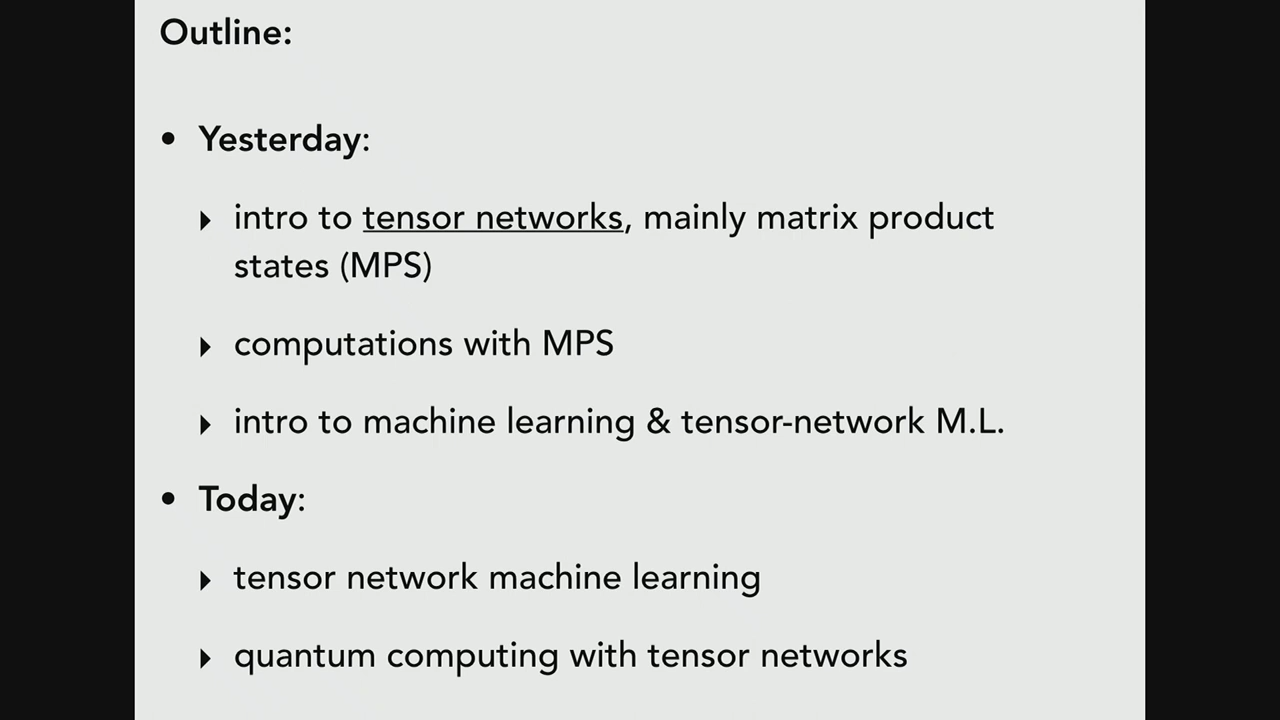 Outline:
• Yesterday:
▸ intro to tensor networks, mainly matrix product
states (MPS)
▸ computations with MPS
▸ intro to machine learning & tensor-network M.L.
• Today:
▸ tensor network machine learning
▸ quantum computing with tensor networks